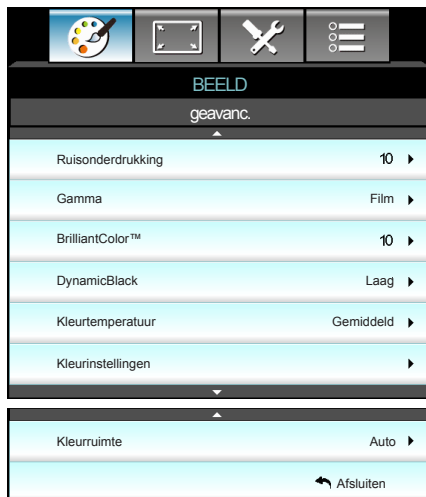 BEELD
geavanc.
Ruisonderdrukking 10
Gamma Film
BrilliantColor™ 10
DynamicBlack Laag
Kleurtemperatuur Gemiddeld
Kleurinstellingen
Kleurruimte Auto
Afsluiten